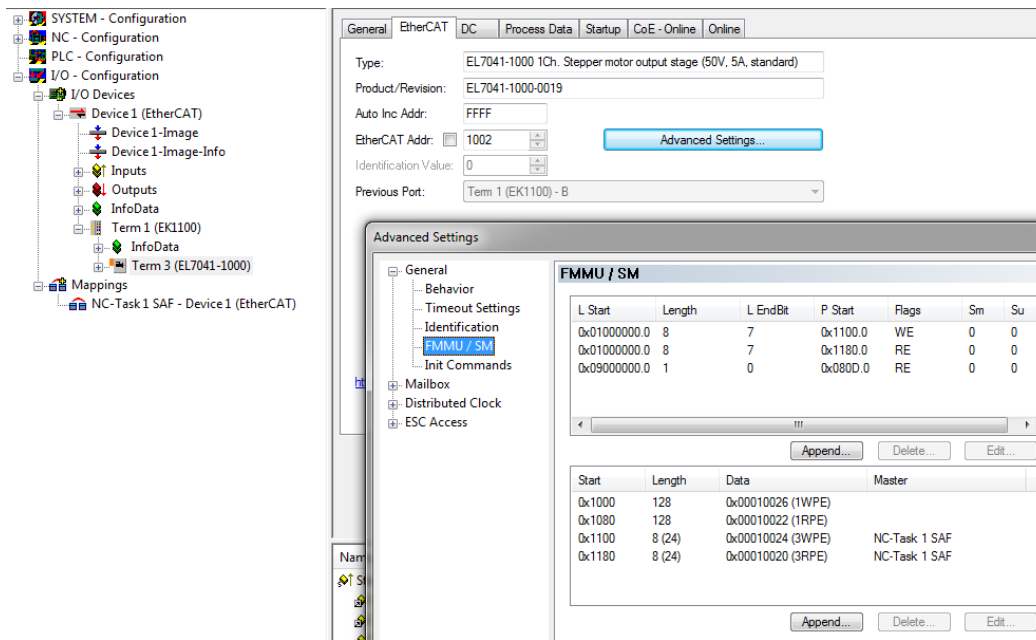 SYSTEM - Configuration
NC - Configuration
PLC - Configuration
I/O - Configuration
I/O Devices
Device 1 (EtherCAT)
Device 1-Image
Device 1-Image-Info
Inputs
Outputs
InfoData
Term 1 (EK1100)
InfoData
Term 3 (EL7041-1000)
Mappings
NC-Task 1 SAF - Device 1 (EtherCAT)
General EtherCAT DC Process Data Startup CoE - Online Online
Type: EL7041-1000 1Ch. Stepper motor output stage (50V, 5A, standard)
Product/Revision: EL7041-1000-0019
Auto Inc Addr: FFFF
EtherCAT Addr: 1002 Advanced Settings...
Identification Value: 0
Previous Port: Term 1 (EK1100) - B
Advanced Settings
General
Behavior
Timeout Settings
Identification
FMMU / SM
Init Commands
Mailbox
Distributed Clock
ESC Access
FMMU / SM
L Start Length L EndBit P Start Flags Sm Su
0x01000000.0 8 7 0x1100.0 WE 0 0
0x01000000.0 8 7 0x1180.0 RE 0 0
0x09000000.0 1 0 0x080D.0 RE 0 0
Append... Delete... Edit...
Start Length Data Master
0x1000 128 0x00010026 (1WPE)
0x1080 128 0x00010022 (1RPE)
0x1100 8 (24) 0x00010024 (3WPE) NC-Task 1 SAF
0x1180 8 (24) 0x00010020 (3RPE) NC-Task 1 SAF
Append... Delete... Edit...
ht
Nam
St